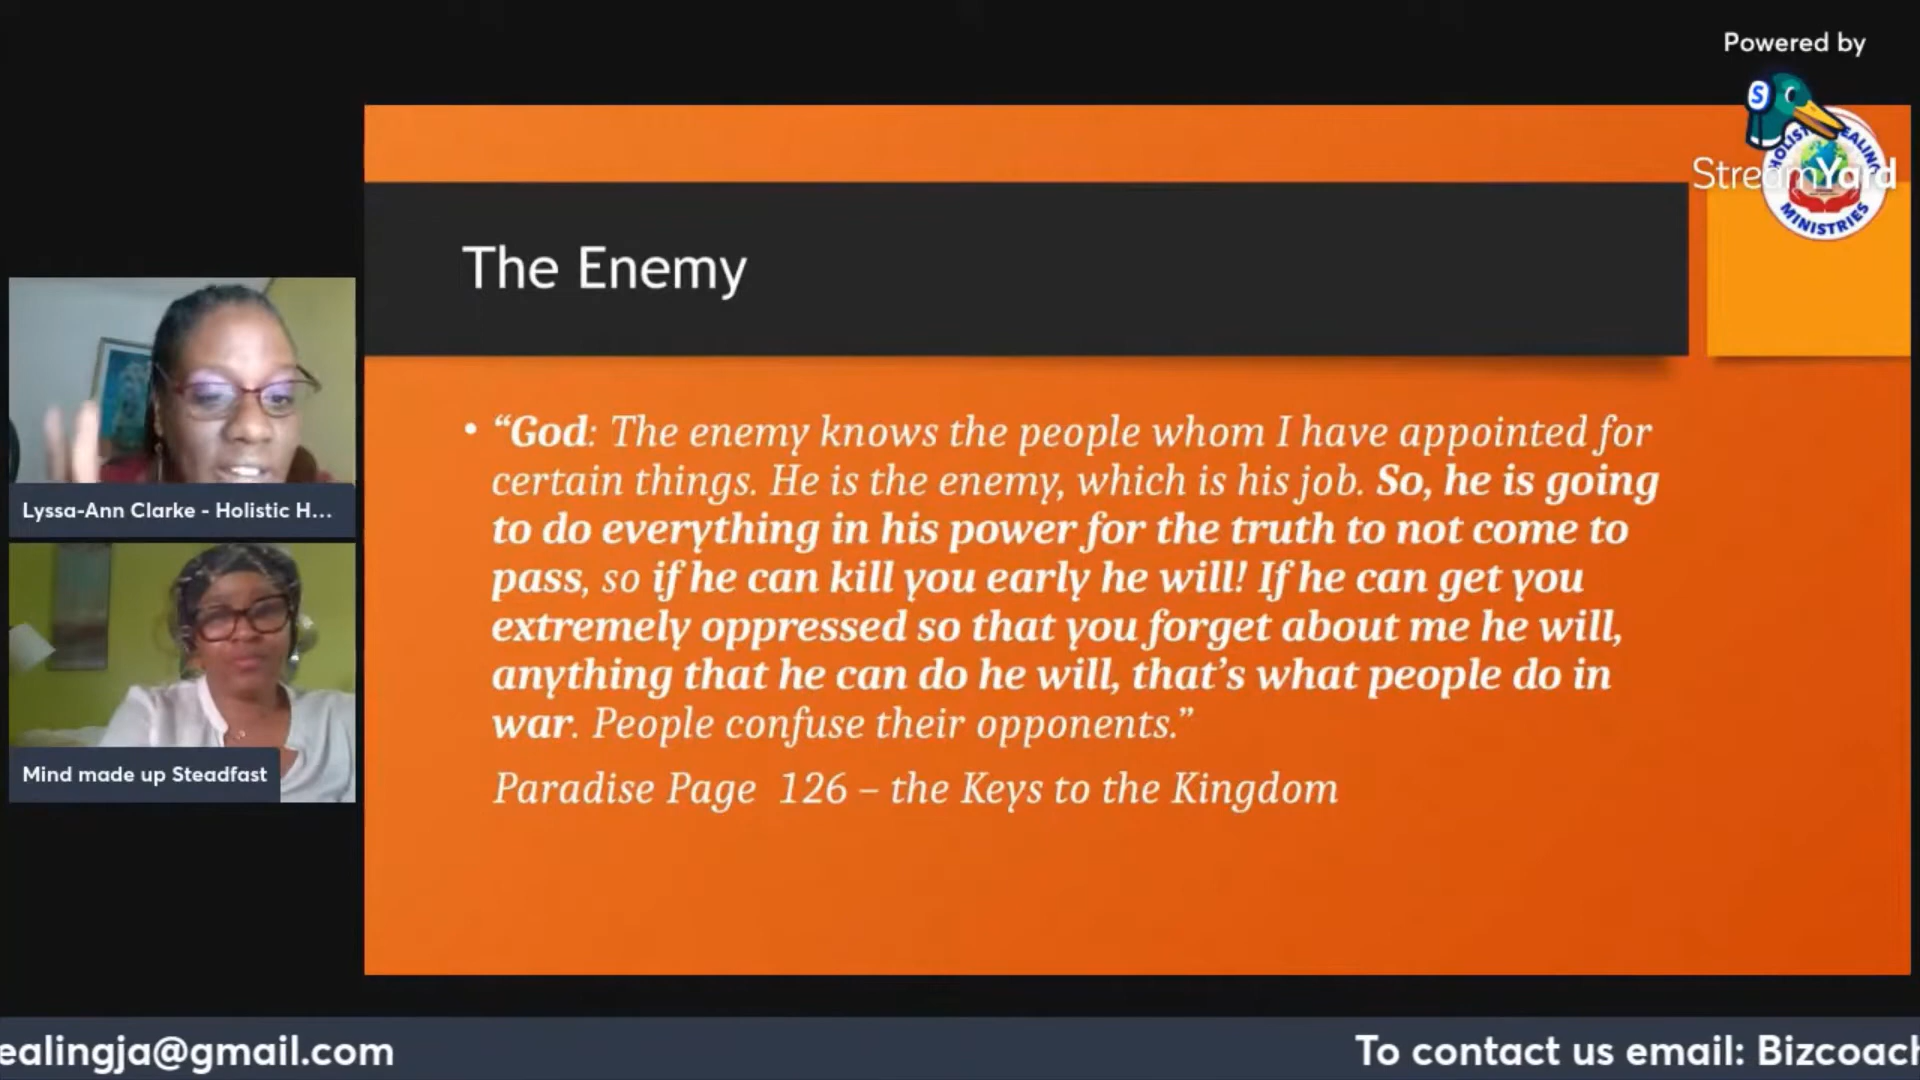 Powered by
StreamYard
HOLISTIC HEALING
MINISTRIES
The Enemy
• “God: The enemy knows the people whom I have appointed for
certain things. He is the enemy, which is his job. So, he is going
to do everything in his power for the truth to not come to
pass, so if he can kill you early he will! If he can get you
extremely oppressed so that you forget about me he will,
anything that he can do he will, that’s what people do in
war. People confuse their opponents.”
Paradise Page 126 – the Keys to the Kingdom
Lyssa-Ann Clarke - Holistic H...
Mind made up Steadfast
ealingja@gmail.com
To contact us email: Bizcoach